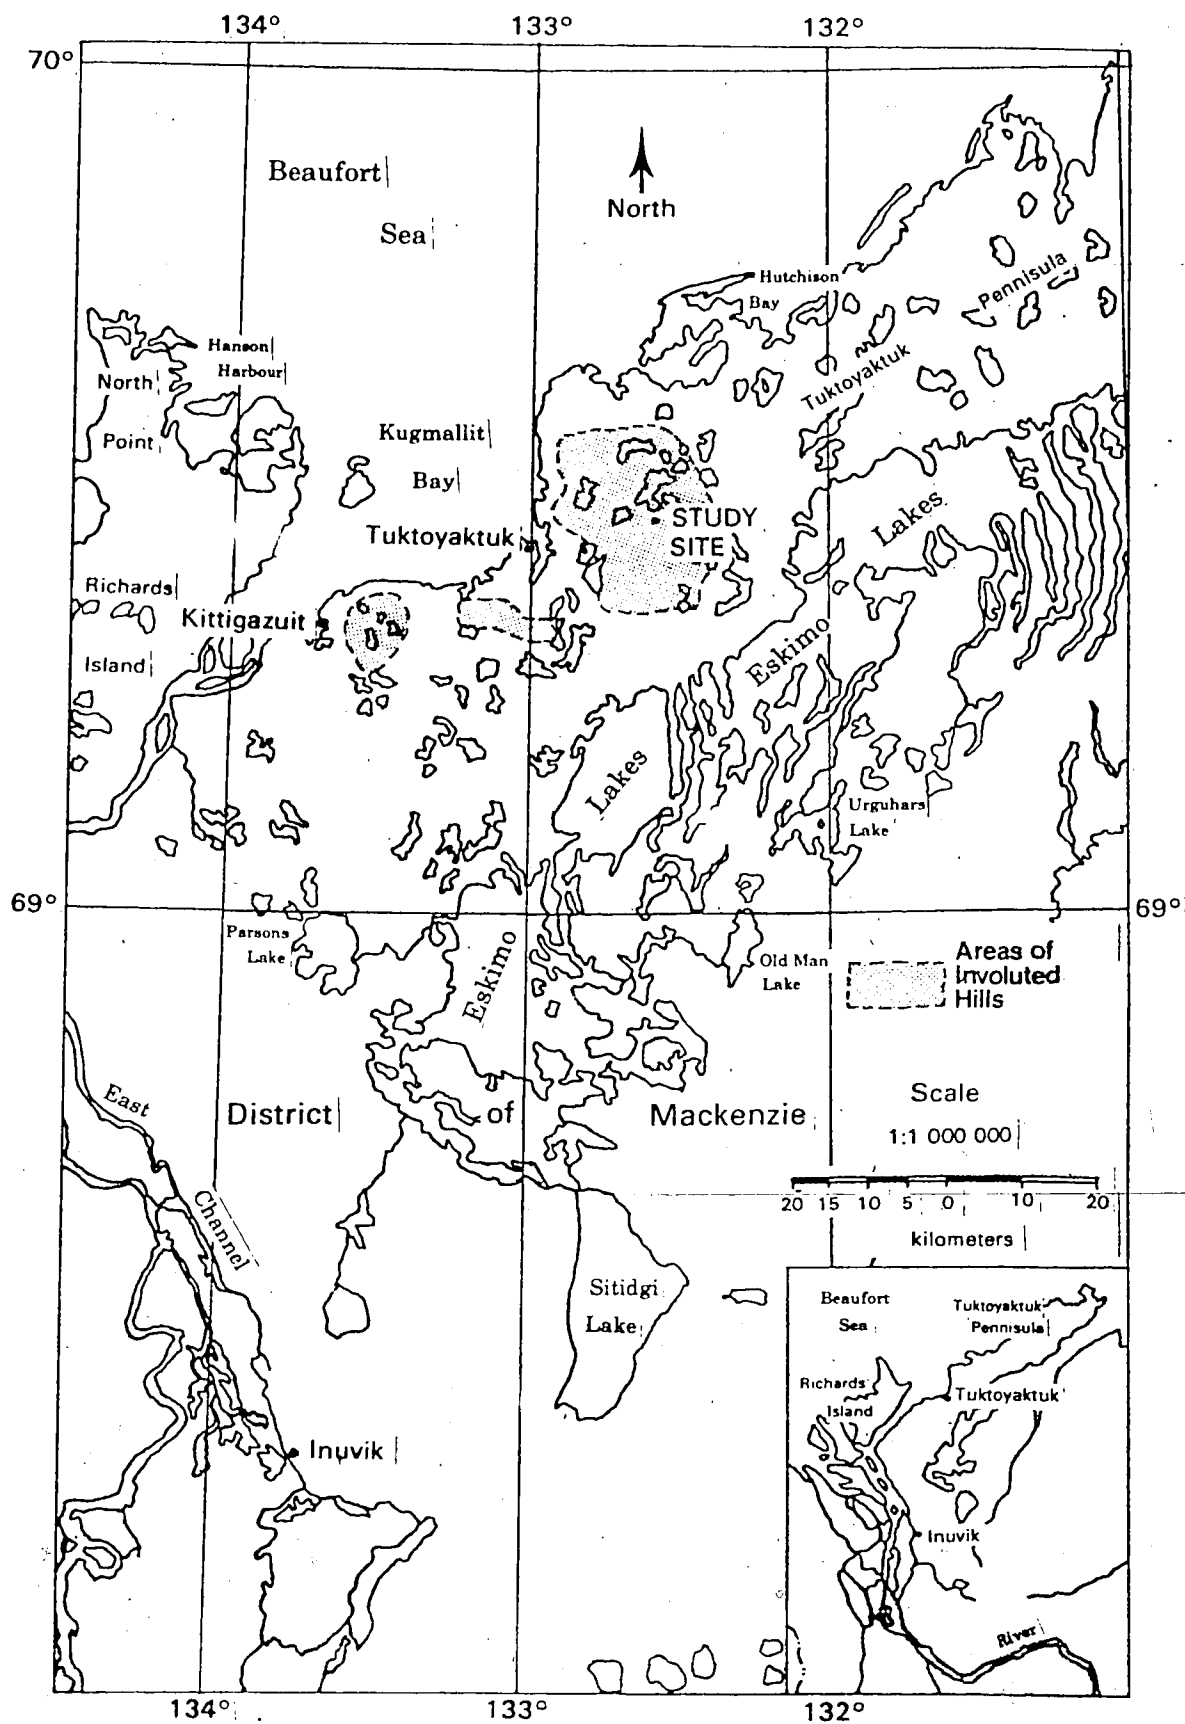 134° 133° 132°
70°
Beaufort
Sea
North
Hutchison
Bay
Pennisula
Tuktoyaktuk
Hanson
Harbour
North
Point
Kugmallit
Bay
Lakes
STUDY
SITE
Tuktoyaktuk
Richards
Kittigazuit
Island
Eskimo
Lakes
Urguhars
Lake
69° 69°
Parsons
Lake
Eskimo
Old Man
Lake
Areas of
Involuted
Hills
East
Channel
District of Mackenzie
Scale
1:1 000 000
20 15 10 5 0 10 20
kilometers
Sitidgi
Lake
Inuvik
Beaufort
Sea
Tuktoyaktuk
Pennisula
Richards
Island
Tuktoyaktuk
Inuvik
River
134° 133° 132°